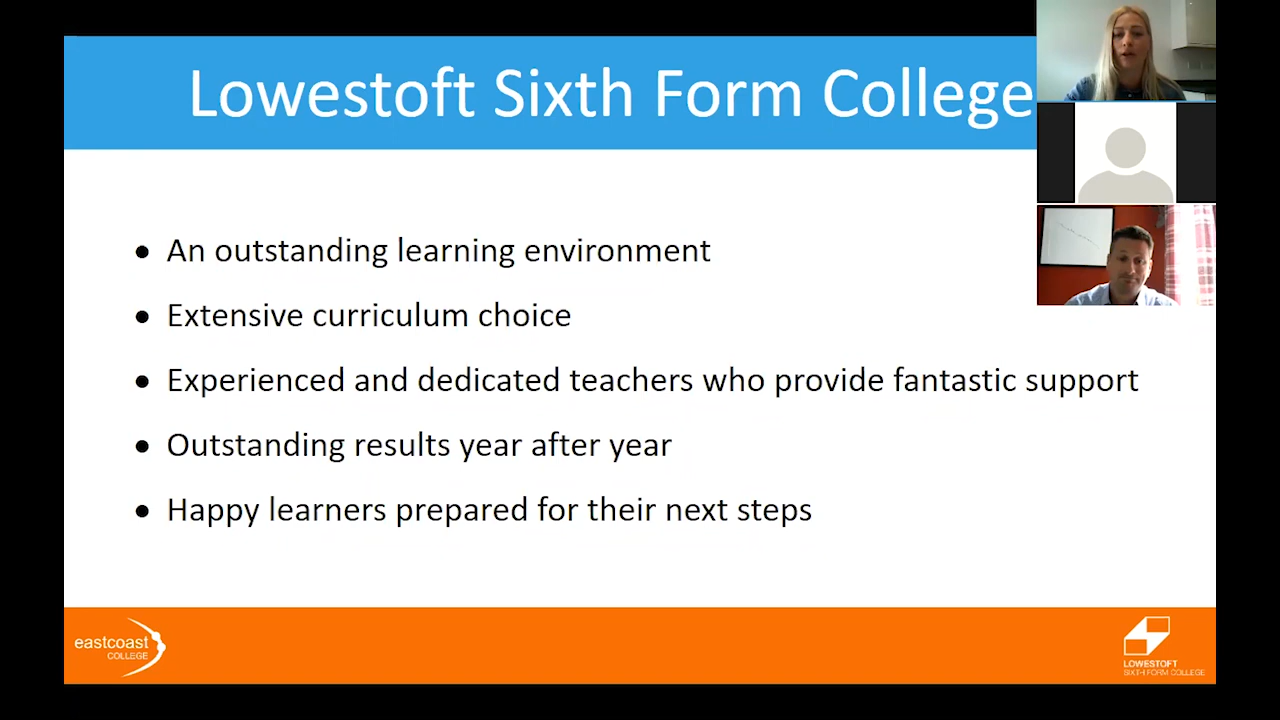 Lowestoft Sixth Form College
• An outstanding learning environment
• Extensive curriculum choice
• Experienced and dedicated teachers who provide fantastic support
• Outstanding results year after year
• Happy learners prepared for their next steps
eastcoast
COLLEGE
LOWESTOFT
SIXTH FORM COLLEGE